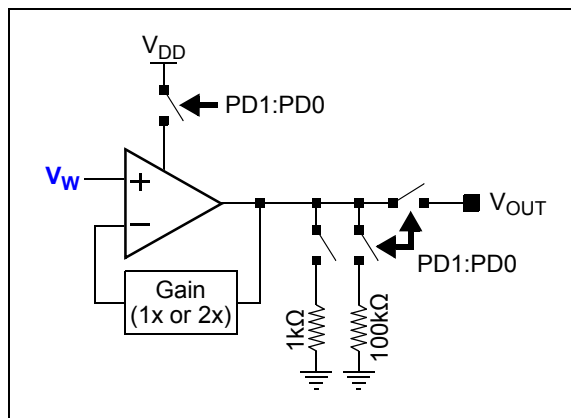 VDD
PD1:PD0
VW
+
−
VOUT
PD1:PD0
Gain
(1x or 2x)
1kΩ
100kΩ